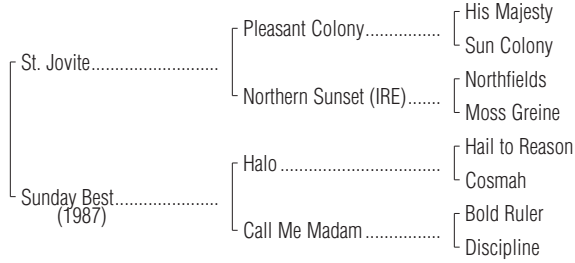 His Majesty
Pleasant Colony................
Sun Colony
St. Jovite...........................
Northfields
Northern Sunset (IRE).......
Moss Greine
Hail to Reason
Halo ..................................
Cosmah
Sunday Best......................
(1987)
Bold Ruler
Call Me Madam................
Discipline